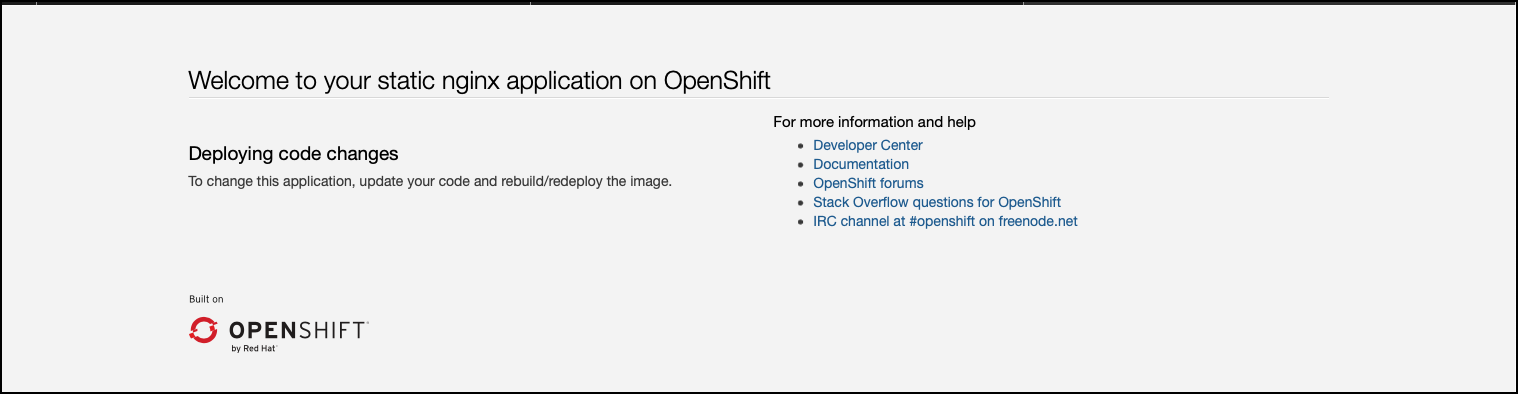 Welcome to your static nginx application on OpenShift
Deploying code changes
To change this application, update your code and rebuild/redeploy the image.
For more information and help
Developer Center
Documentation
OpenShift forums
Stack Overflow questions for OpenShift
IRC channel at #openshift on freenode.net
Built on
OPENSHIFT
by Red Hat